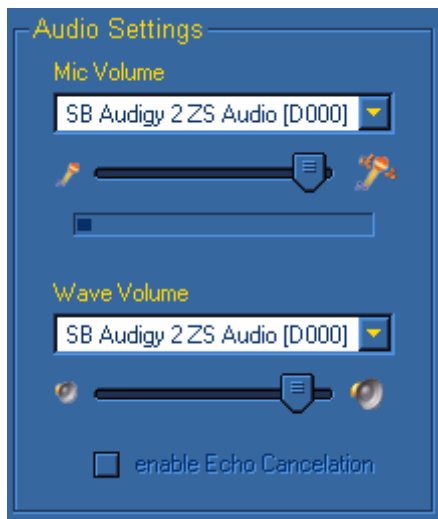 Audio Settings
Mic Volume
SB Audigy 2 ZS Audio [D000]
Wave Volume
SB Audigy 2 ZS Audio [D000]
enable Echo Cancelation